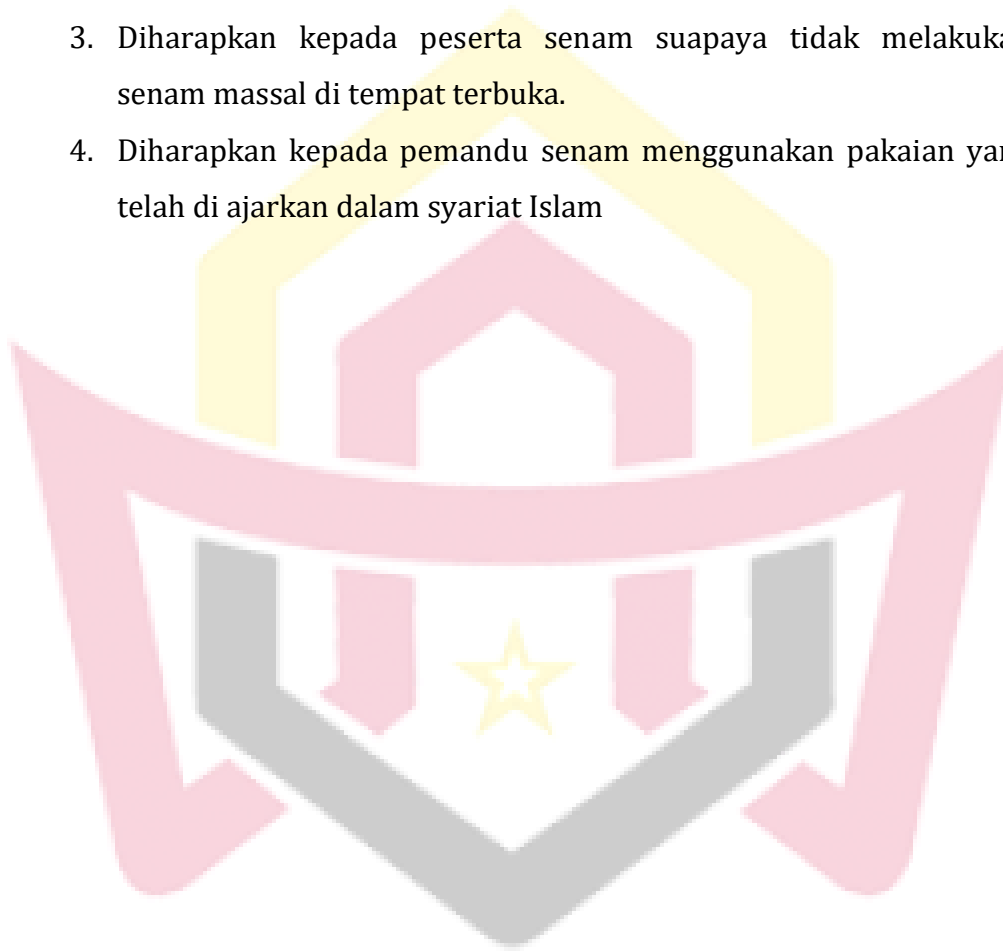 3. Diharapkan kepada peserta senam suapaya tidak melakuka
senam massal di tempat terbuka.
4. Diharapkan kepada pemandu senam menggunakan pakaian yan
telah di ajarkan dalam syariat Islam